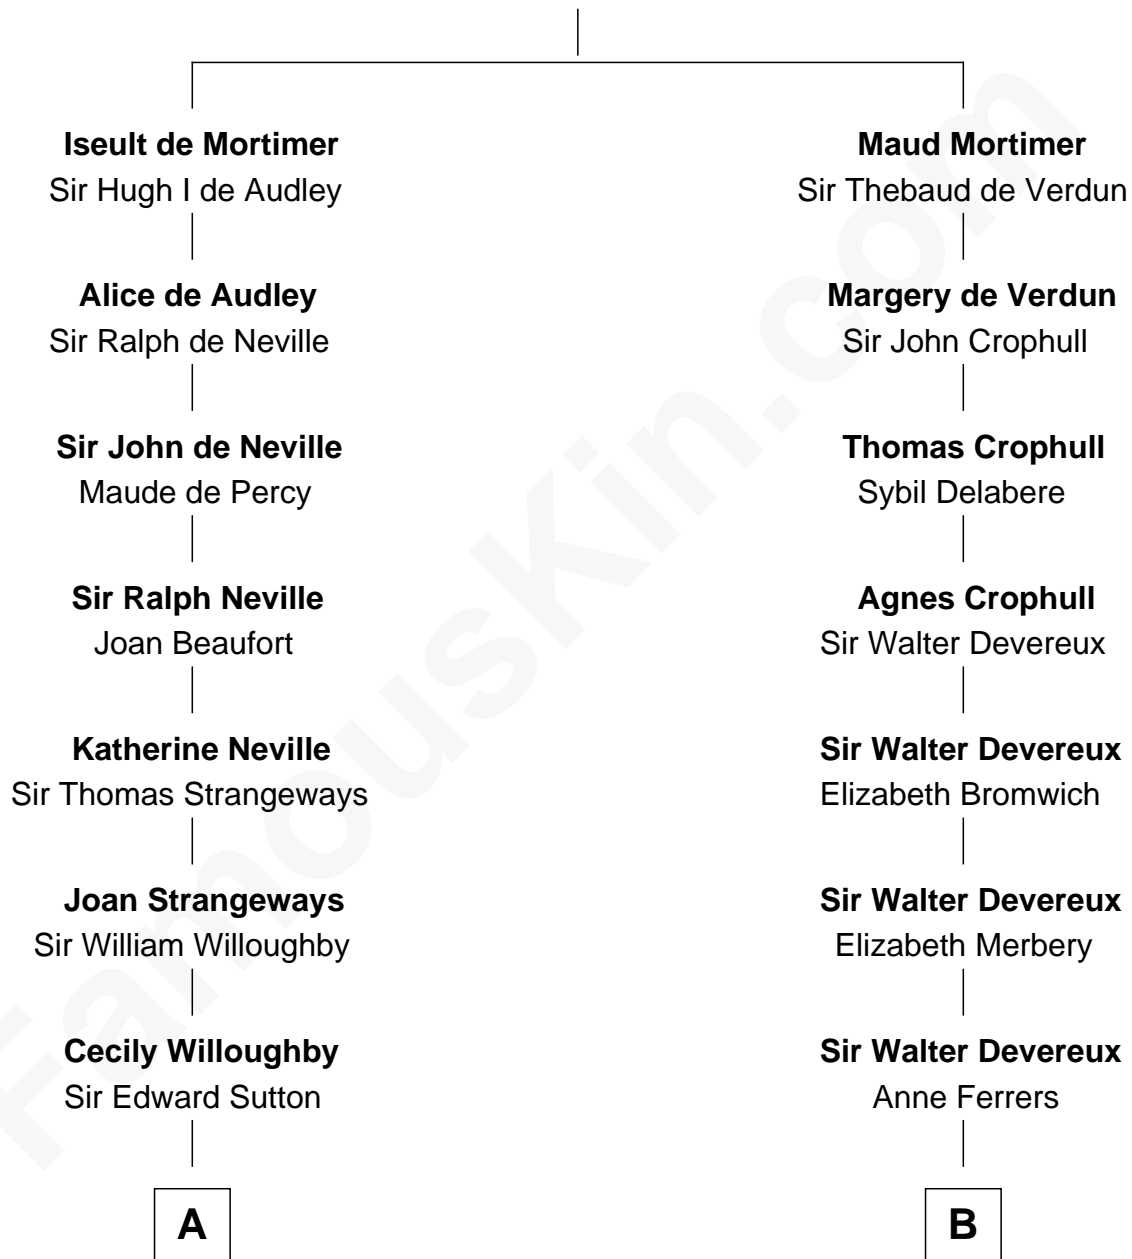 Iseult de Mortimer
Sir Hugh I de Audley
Alice de Audley
Sir Ralph de Neville
Sir John de Neville
Maude de Percy
Sir Ralph Neville
Joan Beaufort
Katherine Neville
Sir Thomas Strangeways
Joan Strangeways
Sir William Willoughby
Cecily Willoughby
Sir Edward Sutton
A
Maud Mortimer
Sir Thebaud de Verdun
Margery de Verdun
Sir John Crophull
Thomas Crophull
Sybil Delabere
Agnes Crophull
Sir Walter Devereux
Sir Walter Devereux
Elizabeth Bromwich
Sir Walter Devereux
Elizabeth Merbery
Sir Walter Devereux
Anne Ferrers
B
FamousKin.com